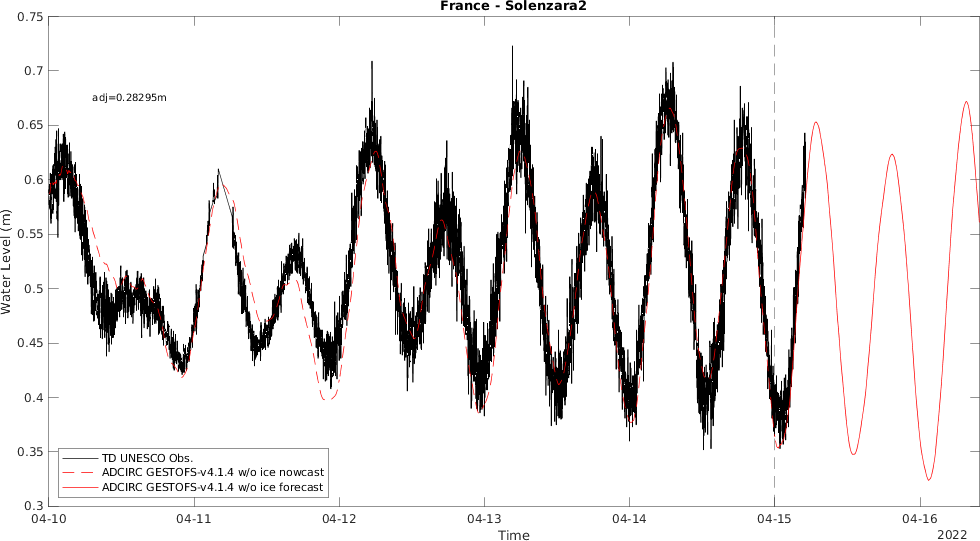 France - Solenzara2
0.75
0.7
0.65
0.6
0.55
0.5
0.45
0.4
0.35
0.3
Water Level (m)
adj=0.28295m
TD UNESCO Obs.
ADCIRC GESTOFS-v4.1.4 w/o ice nowcast
ADCIRC GESTOFS-v4.1.4 w/o ice forecast
04-10 04-11 04-12 04-13 04-14 04-15 04-16
Time
2022